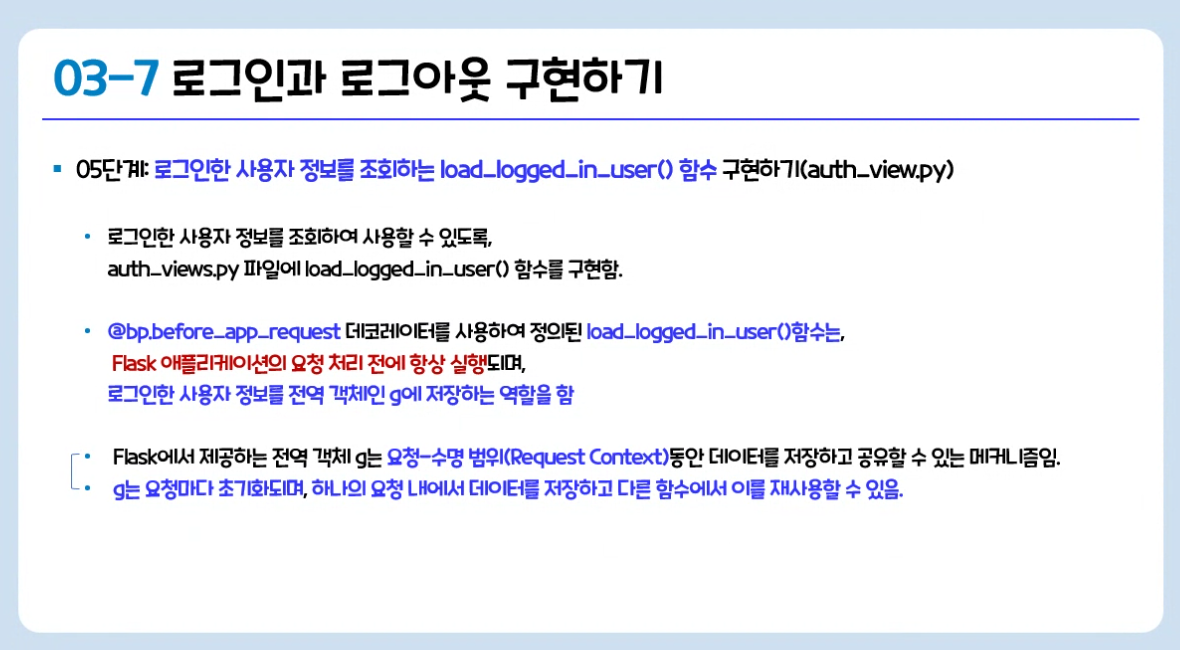 03-7 로그인과 로그아웃 구현하기
05단계: 로그인한 사용자 정보를 조회하는 load_logged_in_user() 함수 구현하기(auth_view.py)
로그인한 사용자 정보를 조회하여 사용할 수 있도록,
auth_views.py 파일에 load_logged_in_user() 함수를 구현함.
@bp.before_app_request 데코레이터를 사용하여 정의된 load_logged_in_user()함수는,
Flask 애플리케이션의 요청 처리 전에 항상 실행되며,
로그인한 사용자 정보를 전역 객체인 g에 저장하는 역할을 함
Flask에서 제공하는 전역 객체 g는 요청-수명 범위(Request Context)동안 데이터를 저장하고 공유할 수 있는 메커니즘임.
g는 요청마다 초기화되며, 하나의 요청 내에서 데이터를 저장하고 다른 함수에서 이를 재사용할 수 있음.